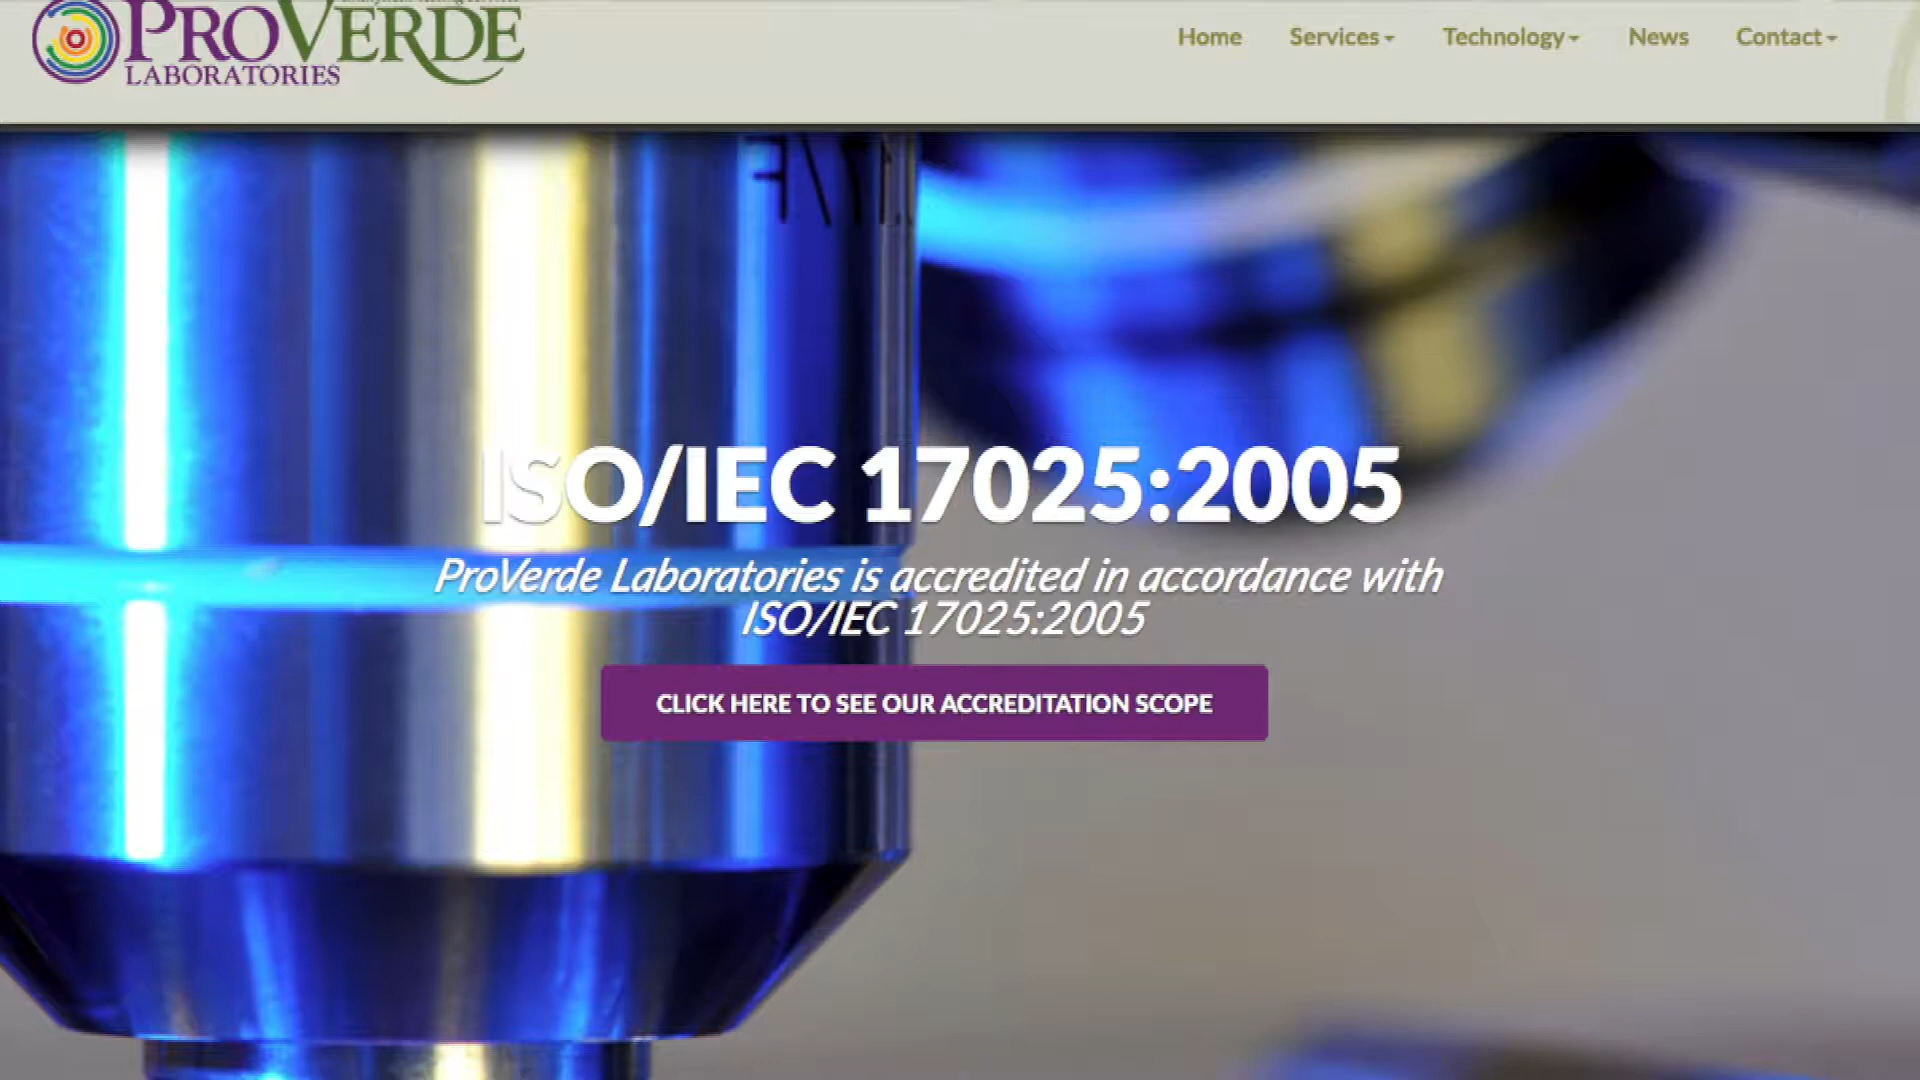 PROVERDE
LABORATORIES
Home
Services
Technology
News
Contact
ISO/IEC 17025:2005
ProVerde Laboratories is accredited in accordance with
ISO/IEC 17025:2005
CLICK HERE TO SEE OUR ACCREDITATION SCOPE